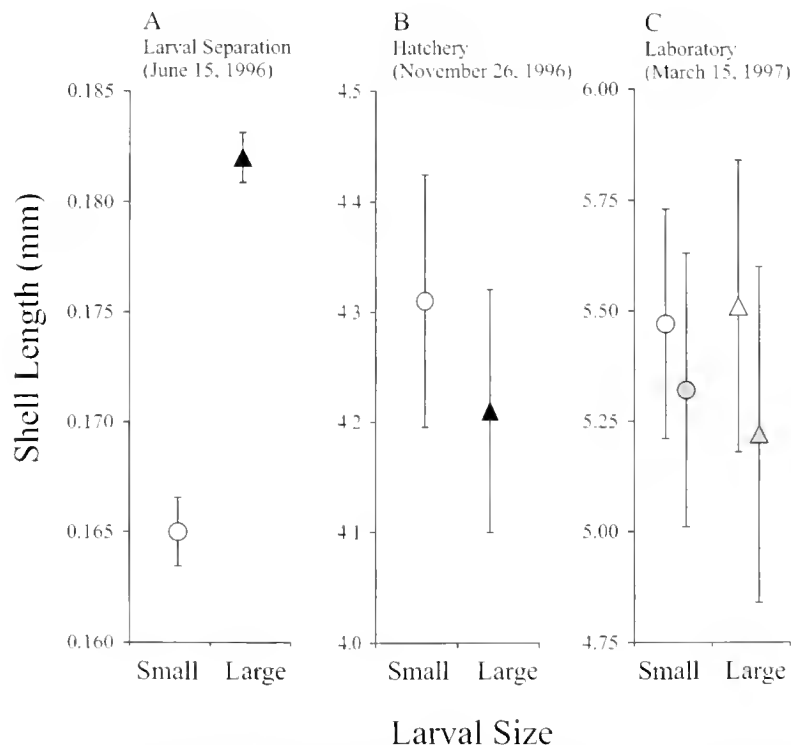 A
Larval Separation
(June 15, 1996)
B
Hatchery
(November 26, 1996)
C
Laboratory
(March 15, 1997)
Shell Length (mm)
0.185
0.180
0.175
0.170
0.165
0.160
4.5
4.4
4.3
4.2
4.1
4.0
6.00
5.75
5.50
5.25
5.00
4.75
Small Large
Small Large
Small Large
Larval Size